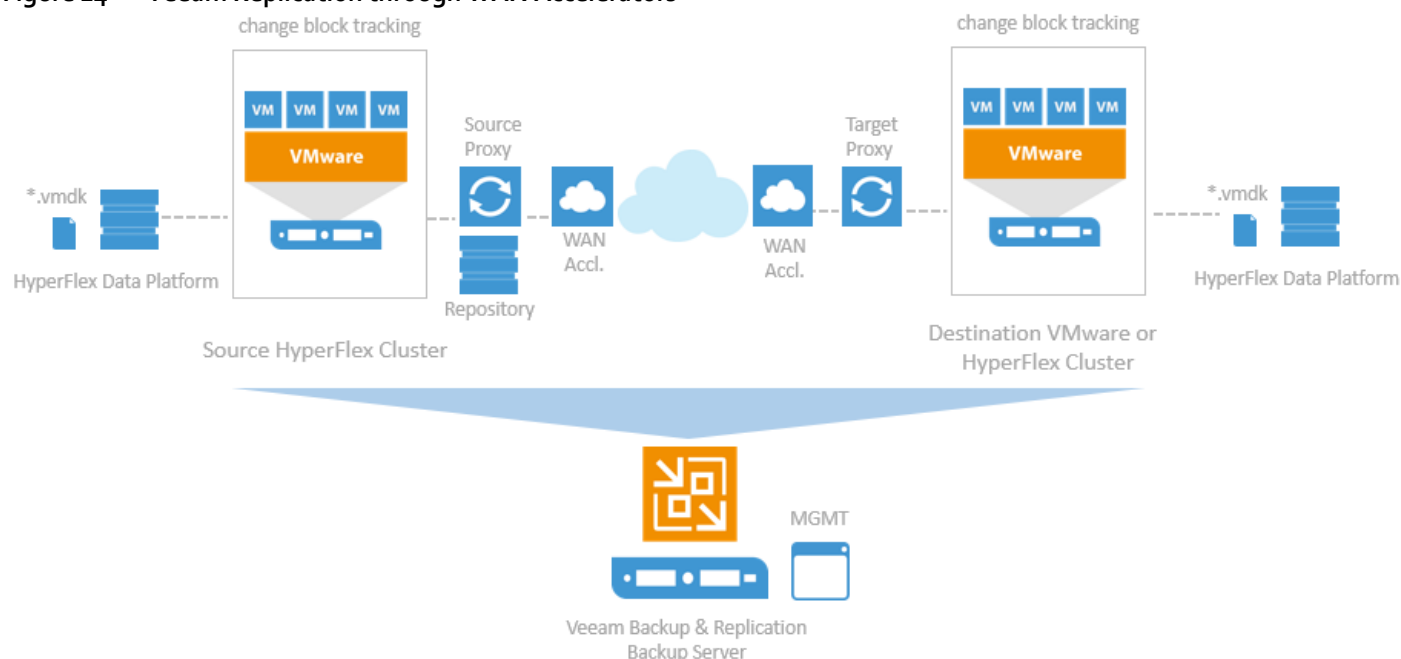 change block tracking
change block tracking
VM VM VM VM
VMware
VM VM VM VM
VMware
Source
Proxy
Target
Proxy
*.vmdk
HyperFlex Data Platform
WAN
Accl.
Repository
WAN
Accl.
*.vmdk
HyperFlex Data Platform
Source HyperFlex Cluster
Destination VMware or
HyperFlex Cluster
MGMT
Veeam Backup & Replication
Backup Server